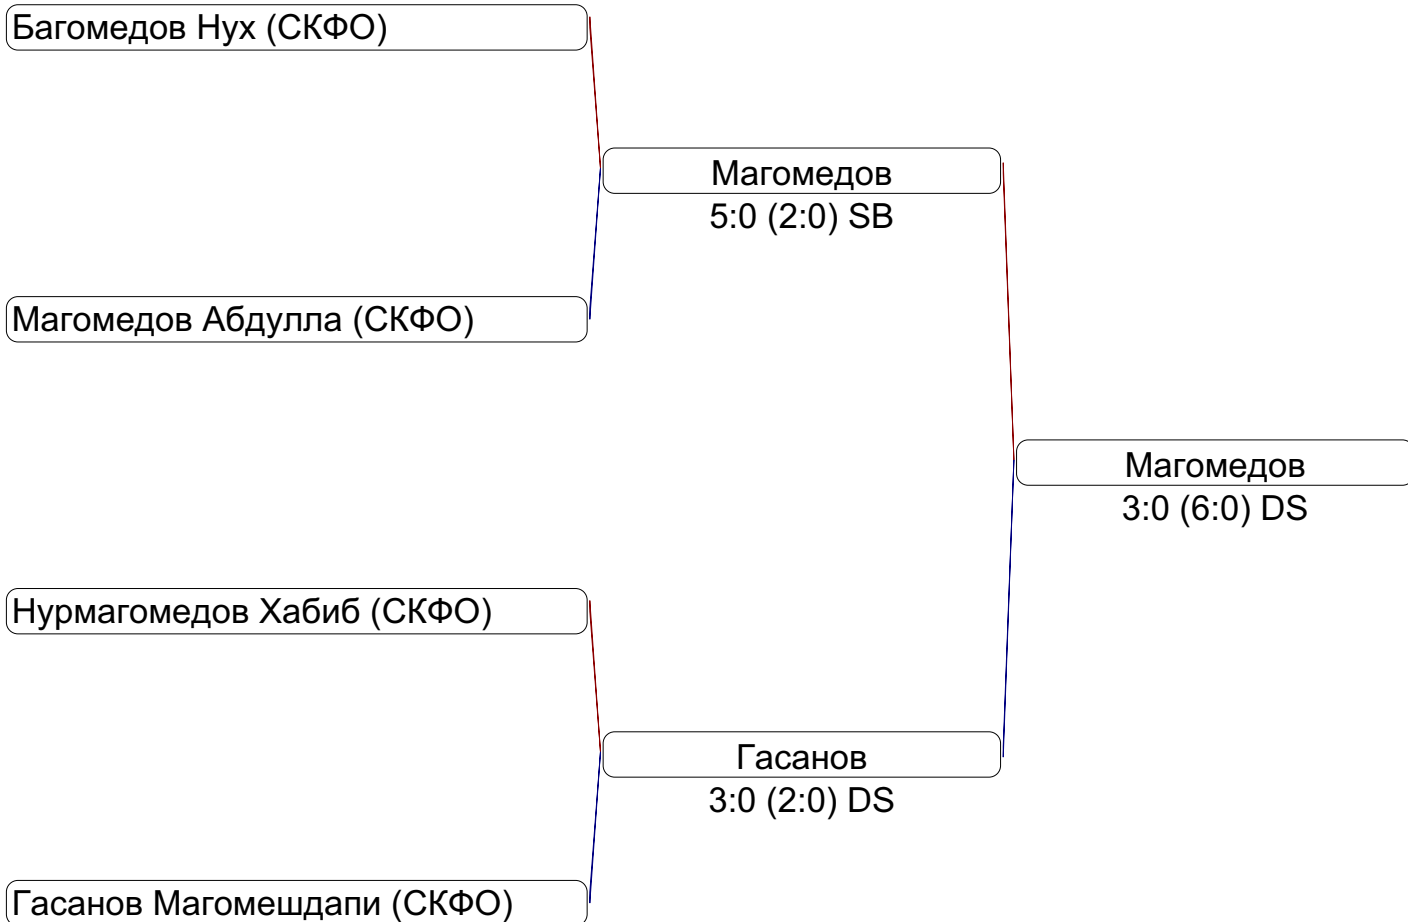 Багомедов Нух (СКФО)
Магомедов
5:0 (2:0) SB
Магомедов Абдулла (СКФО)
Магомедов
3:0 (6:0) DS
Нурмагомедов Хабиб (СКФО)
Гасанов
3:0 (2:0) DS
Гасанов Магомешдапи (СКФО)